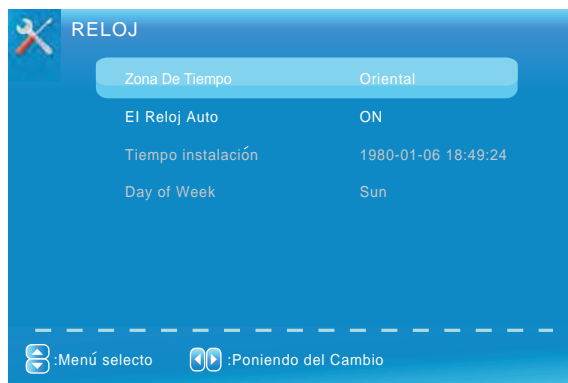 RELOJ
Zona De Tiempo Oriental
El Reloj Auto ON
Tiempo instalación 1980-01-06 18:49:24
Day of Week Sun
:Menú selecto :Poniendo del Cambio